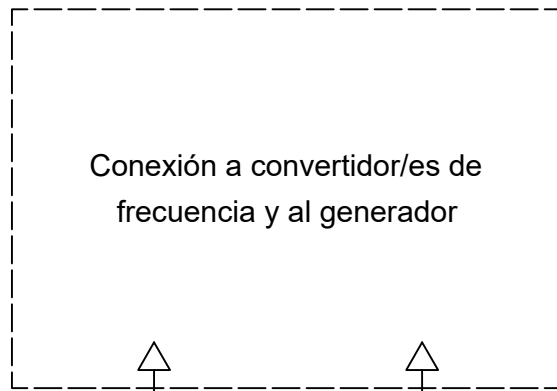 Conexión a convertidor/es de
frecuencia y al generador